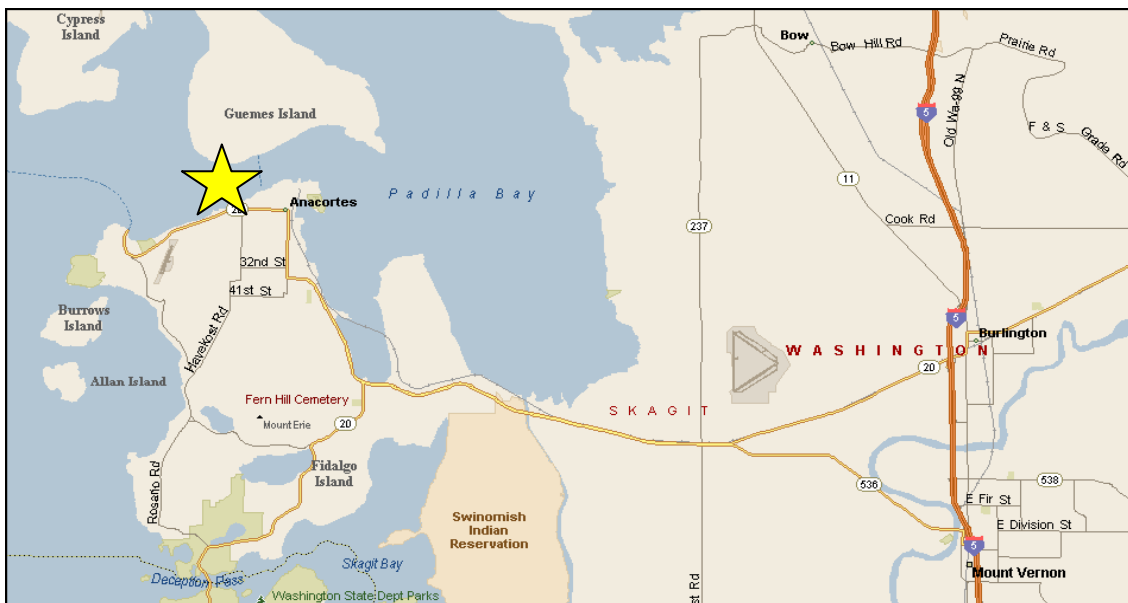 Cypress
Island
Guemes Island
Bow
Bow Hill Rd
Prairie Rd
Old Wa-99 N
F & S
Grade Rd
5
11
Padilla Bay
Anacortes
20
237
Cook Rd
32nd St
41st St
Havekost Rd
Burrows
Island
Allan Island
5
Burlington
WASHINGTON
20
Fern Hill Cemetery
Mount Erie
20
SKAGIT
Fidalgo
Island
Rosario Rd
536
538
E Fir St
E Division St
Swinomish
Indian
Reservation
5
Mount Vernon
Skagit Bay
Deception Pass
Washington State Dept Parks
st Rd